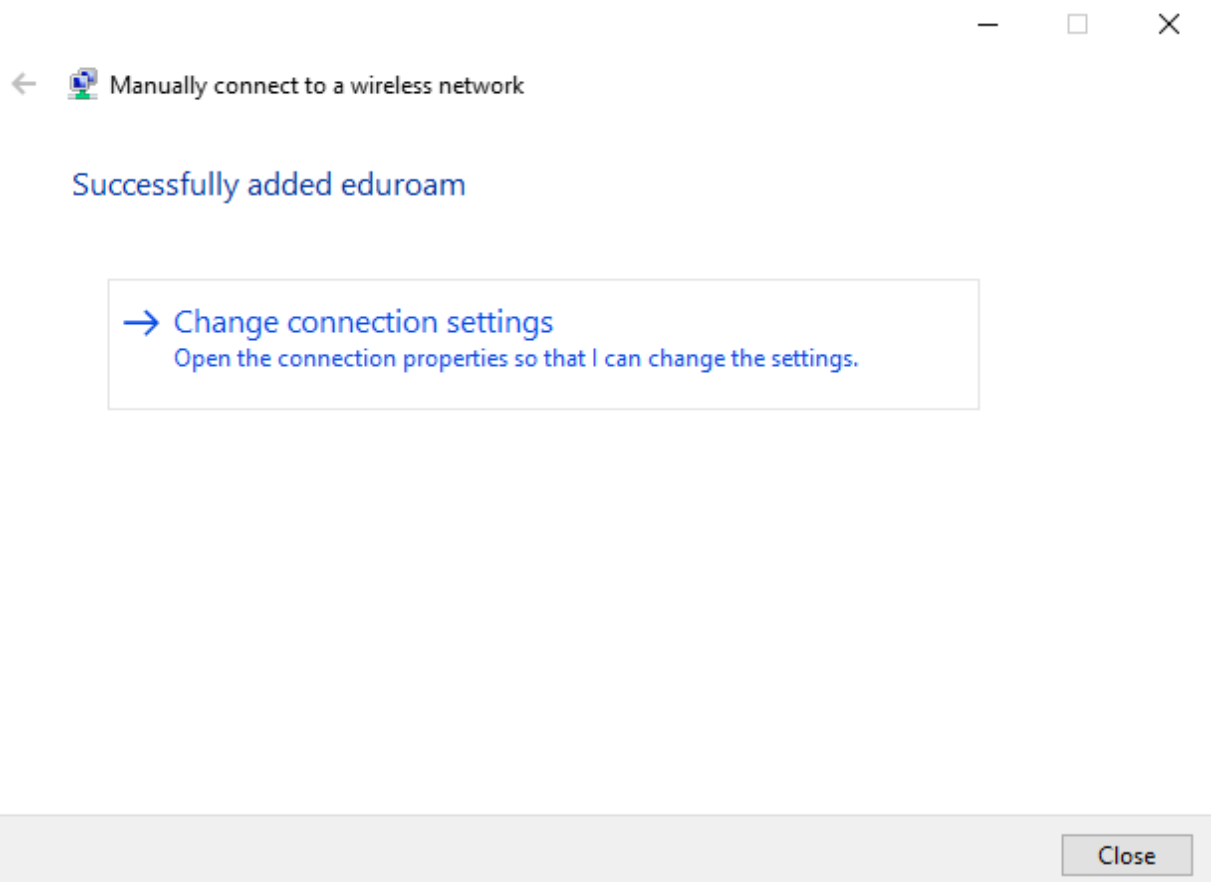 Manually connect to a wireless network
Successfully added eduroam
Change connection settings
Open the connection properties so that I can change the settings.
Close